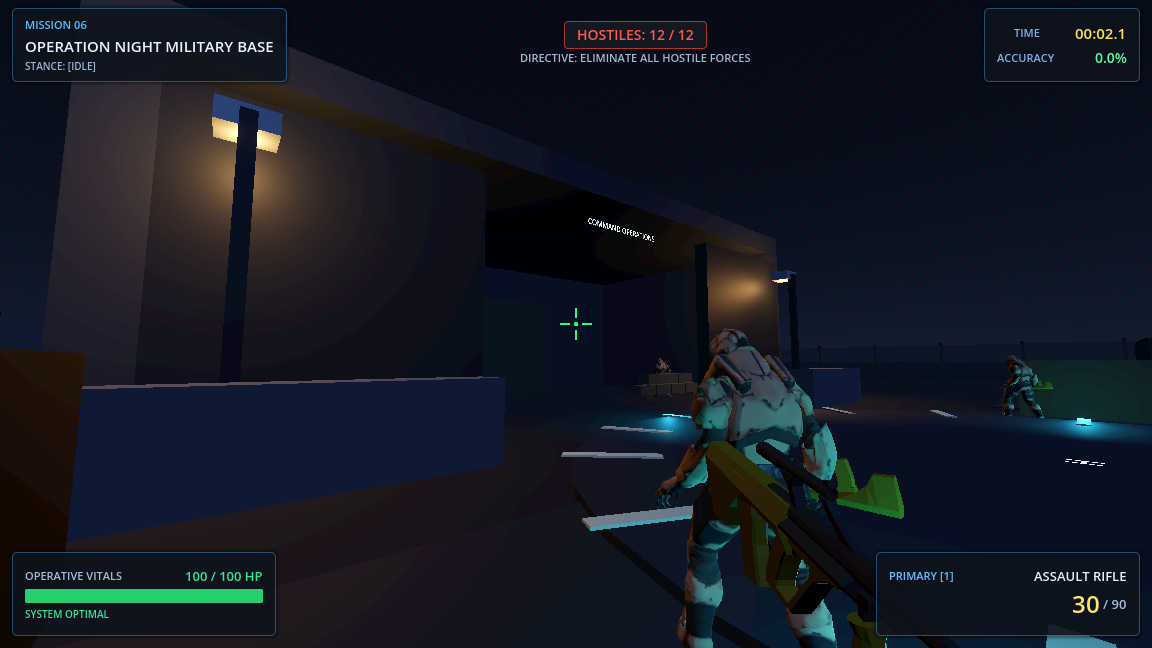 MISSION 06
OPERATION NIGHT MILITARY BASE
STANCE: [IDLE]
HOSTILES: 12 / 12
DIRECTIVE: ELIMINATE ALL HOSTILE FORCES
TIME 00:02.1
ACCURACY 0.0%
COMMAND OPERATIONS
OPERATIVE VITALS 100 / 100 HP
SYSTEM OPTIMAL
PRIMARY [1] ASSAULT RIFLE
30 / 90